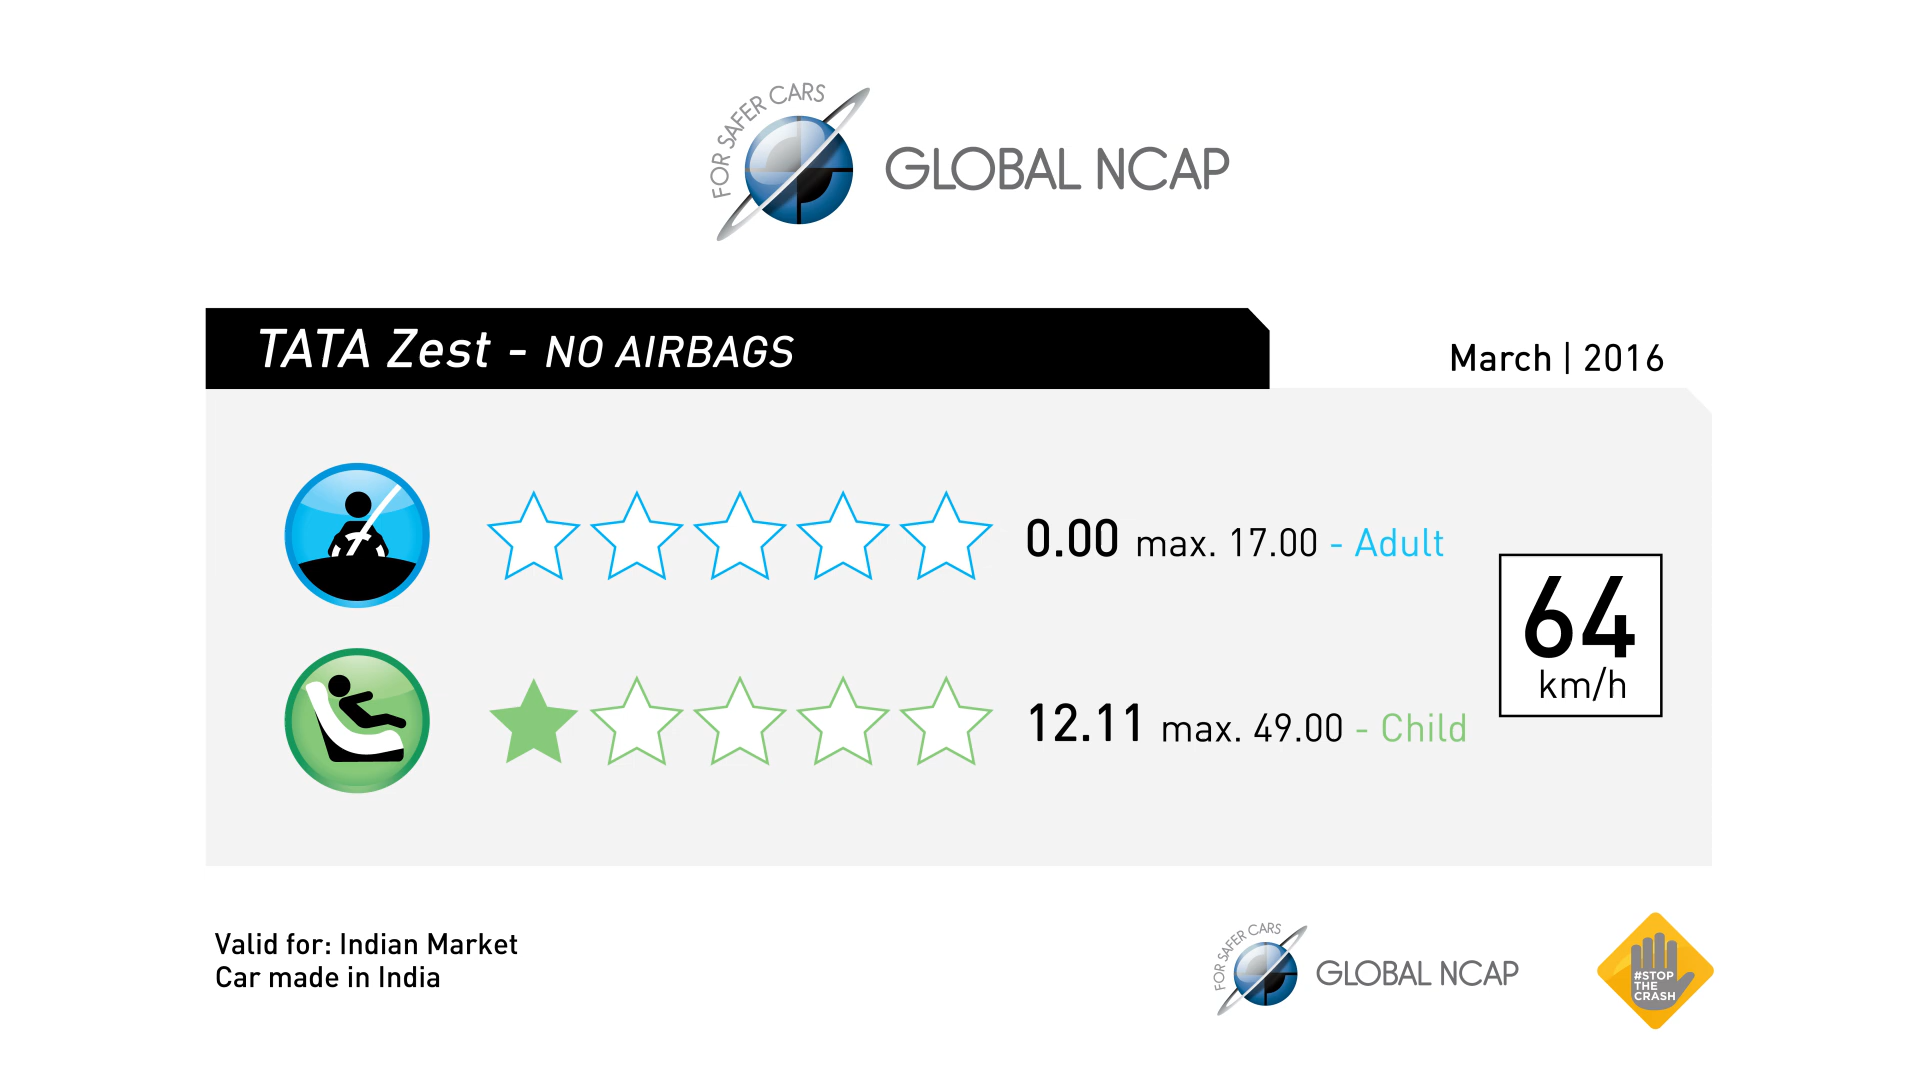 FOR SAFER CARS
GLOBAL NCAP
TATA Zest - NO AIRBAGS
March | 2016
0.00 max. 17.00 - Adult
64
km/h
12.11 max. 49.00 - Child
Valid for: Indian Market
Car made in India
FOR SAFER CARS
GLOBAL NCAP
#STOP
THE
CRASH